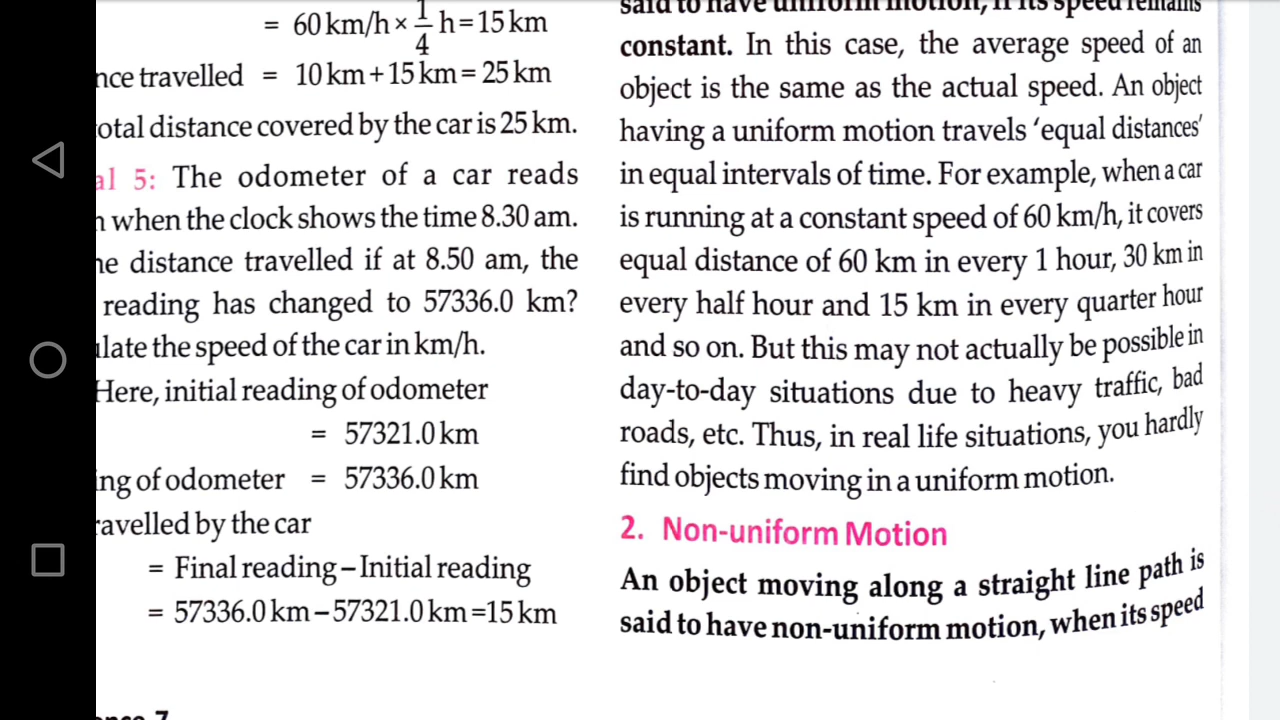 = 60 km/h × 1/4 h = 15 km
travelled = 10 km + 15 km = 25 km
distance covered by the car is 25 km.
5: The odometer of a car reads
when the clock shows the time 8.30 am.
distance travelled if at 8.50 am, the
reading has changed to 57336.0 km?
the speed of the car in km/h.
Here, initial reading of odometer
= 57321.0 km
of odometer = 57336.0 km
by the car
= Final reading – Initial reading
= 57336.0 km – 57321.0 km = 15 km
7
said to have uniform motion, if its speed remains
constant. In this case, the average speed of an
object is the same as the actual speed. An object
having a uniform motion travels ‘equal distances’
in equal intervals of time. For example, when a car
is running at a constant speed of 60 km/h, it covers
equal distance of 60 km in every 1 hour, 30 km in
every half hour and 15 km in every quarter hour
and so on. But this may not actually be possible in
day-to-day situations due to heavy traffic, bad
roads, etc. Thus, in real life situations, you hardly
find objects moving in a uniform motion.
2. Non-uniform Motion
An object moving along a straight line path is
said to have non-uniform motion, when its speed